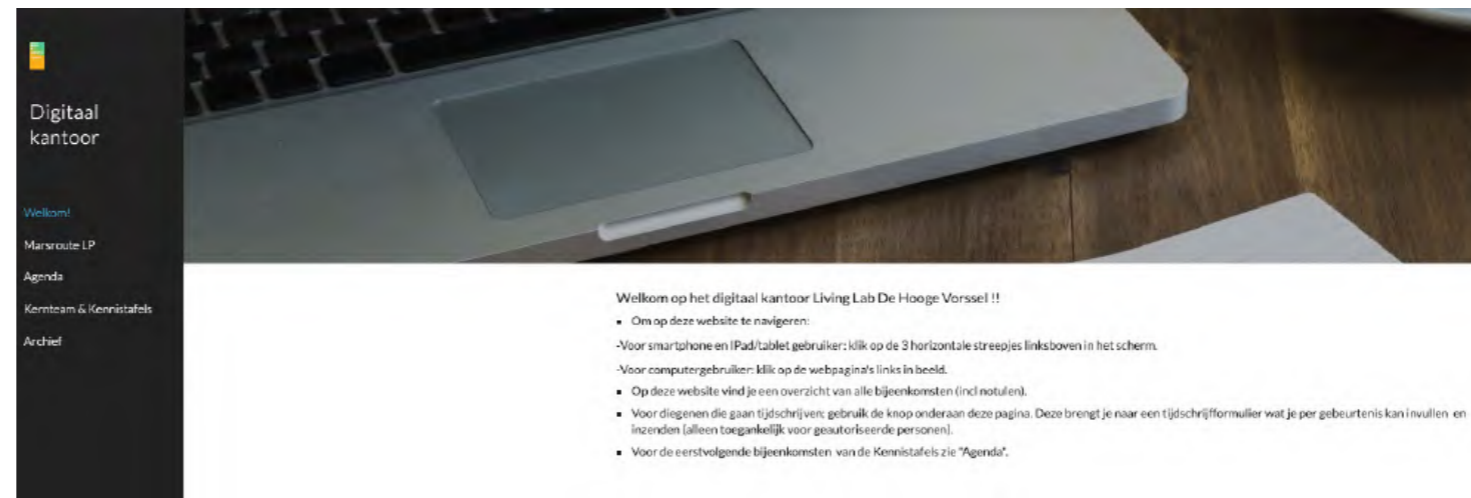 Digitaal
kantoor
Welkom!
Marsroute LP
Agenda
Kernteam & Kennistafels
Archief
Welkom op het digitaal kantoor Living Lab De Hooge Vorssel !!
▪ Om op deze website te navigeren:
-Voor smartphone en IPad/tablet gebruiker: klik op de 3 horizontale streepjes linksboven in het scherm.
-Voor computergebruiker: klik op de webpagina's links in beeld.
▪ Op deze website vind je een overzicht van alle bijeenkomsten (incl notulen).
▪ Voor diegenen die gaan tijdschrijven: gebruik de knop onderaan deze pagina. Deze brengt je naar een tijdschrijfformulier wat je per gebeurtenis kan invullen en
inzenden (alleen toegankelijk voor geautoriseerde personen).
▪ Voor de eerstvolgende bijeenkomsten van de Kennistafels zie "Agenda".